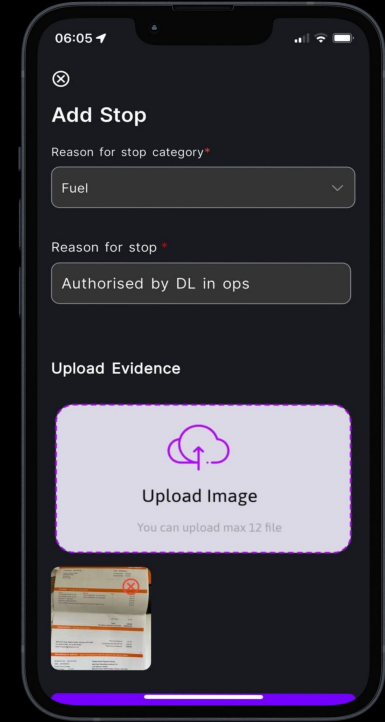 06:05
Add Stop
Reason for stop category*
Fuel
Reason for stop *
Authorised by DL in ops
Upload Evidence
Upload Image
You can upload max 12 file